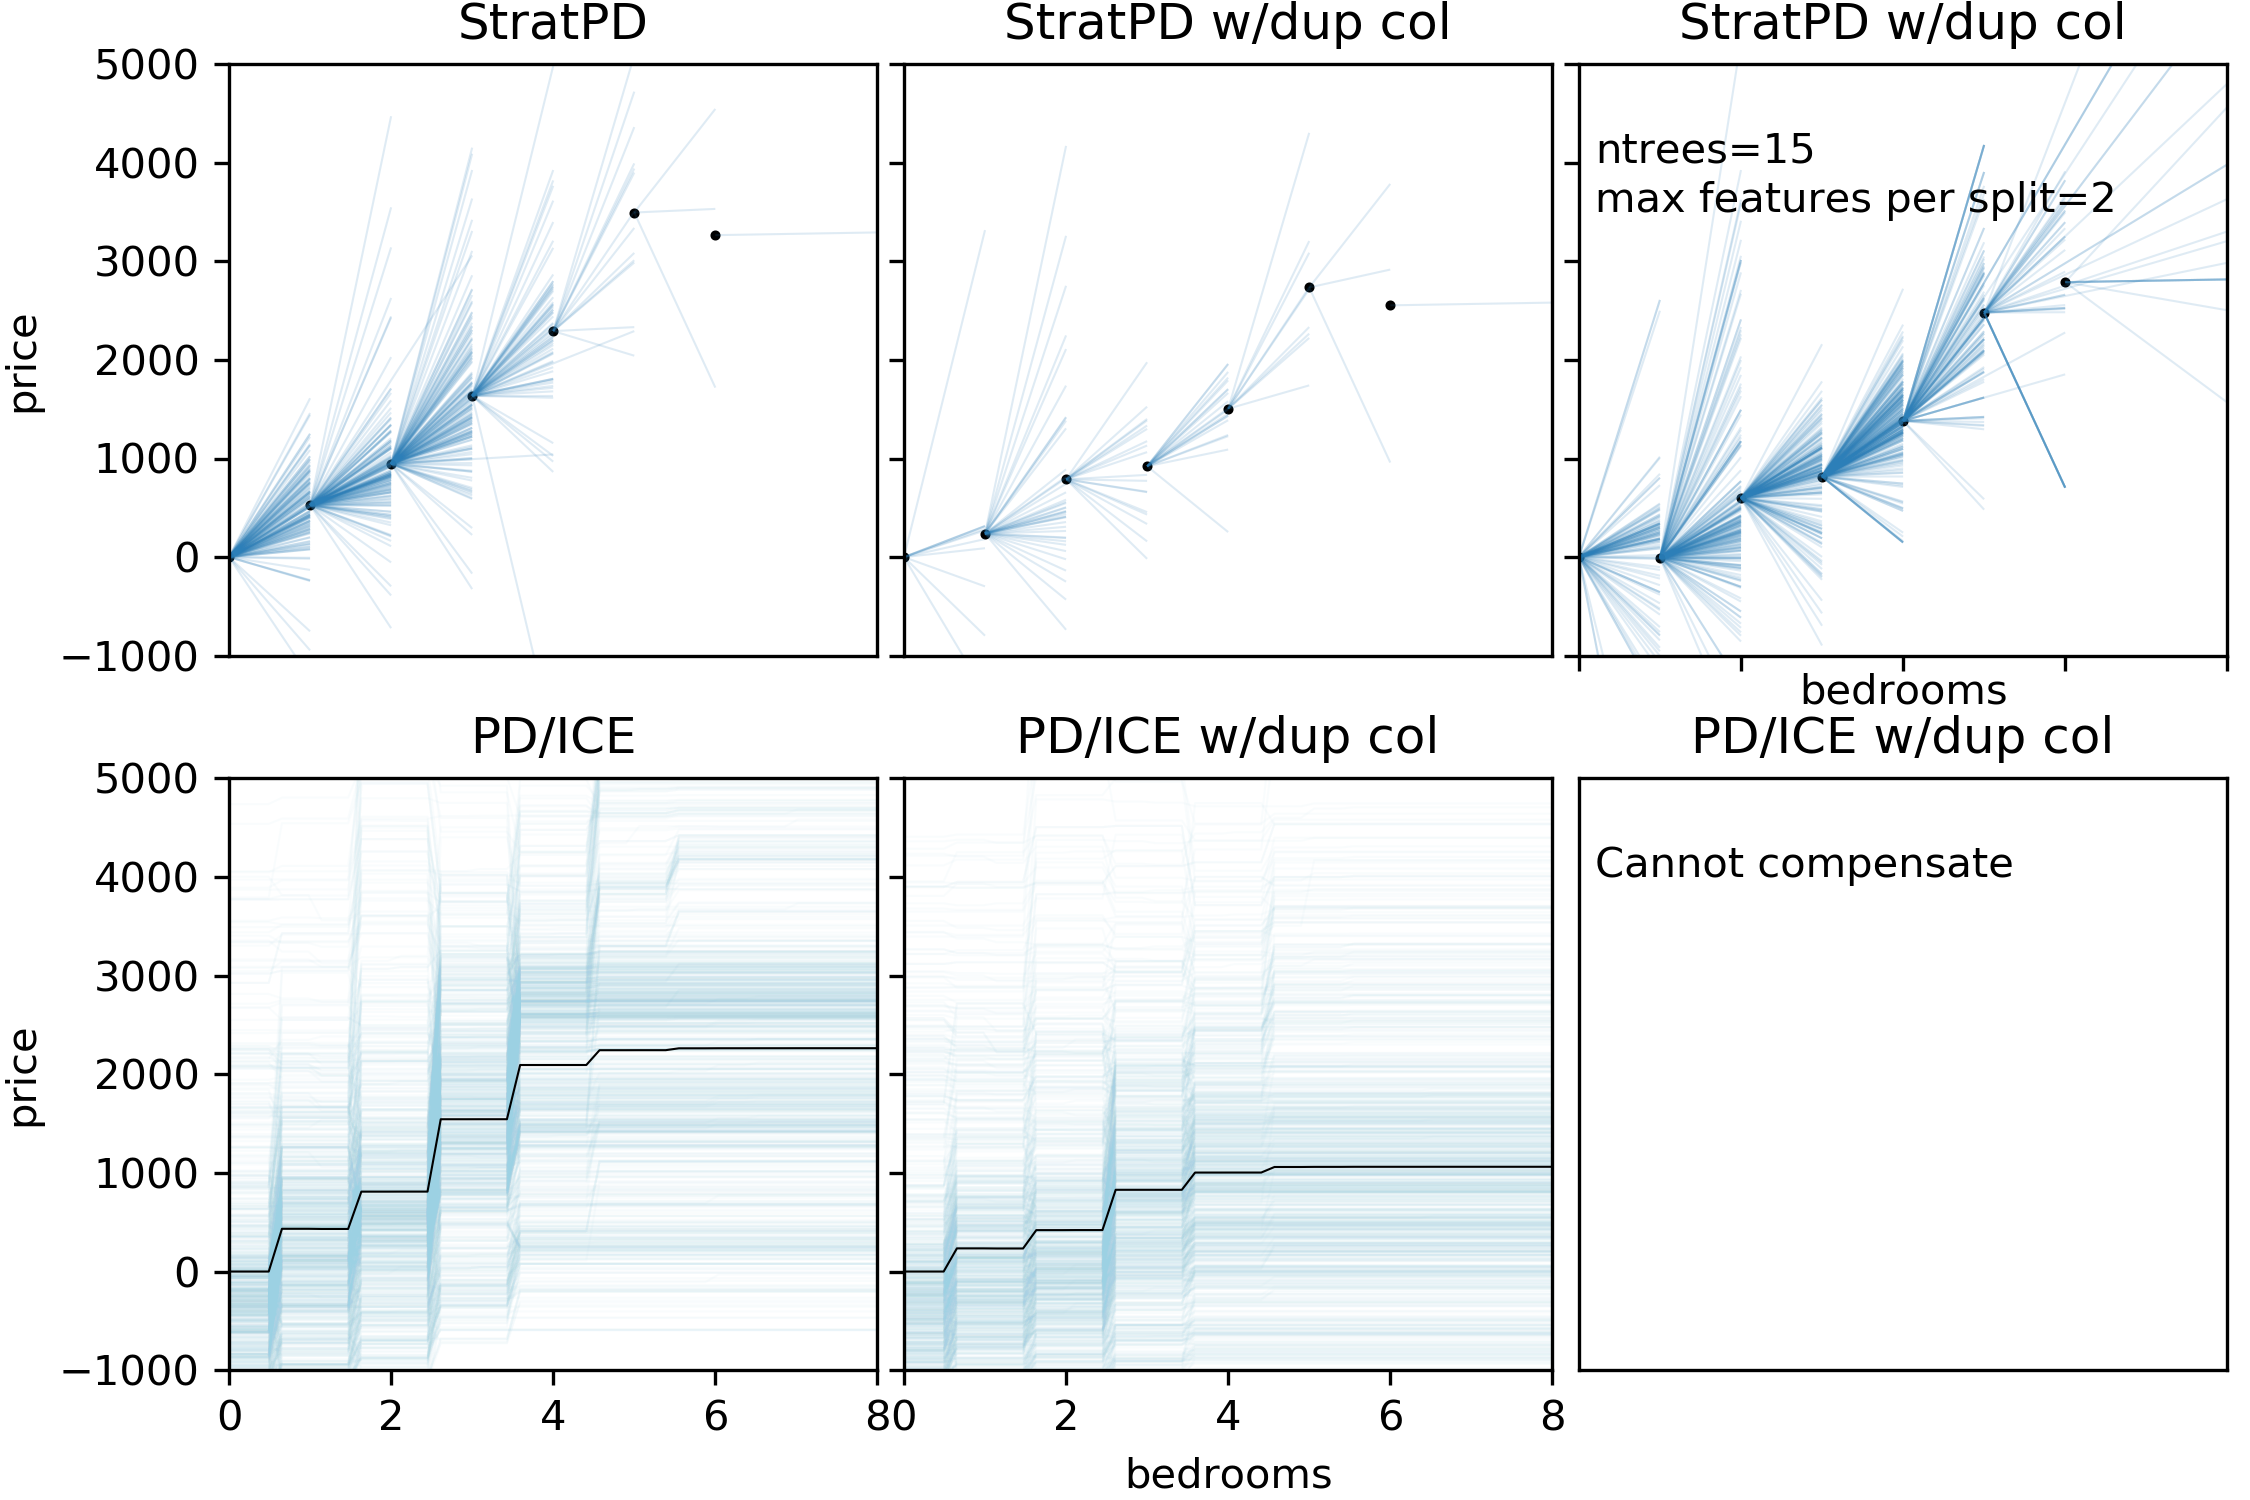 StratPD
StratPD w/dup col
StratPD w/dup col
5000
4000
3000
2000
1000
0
−1000
price
ntrees=15
max features per split=2
bedrooms
PD/ICE
PD/ICE w/dup col
PD/ICE w/dup col
5000
4000
3000
2000
1000
0
−1000
price
Cannot compensate
0 2 4 6 8
0 2 4 6 8
bedrooms